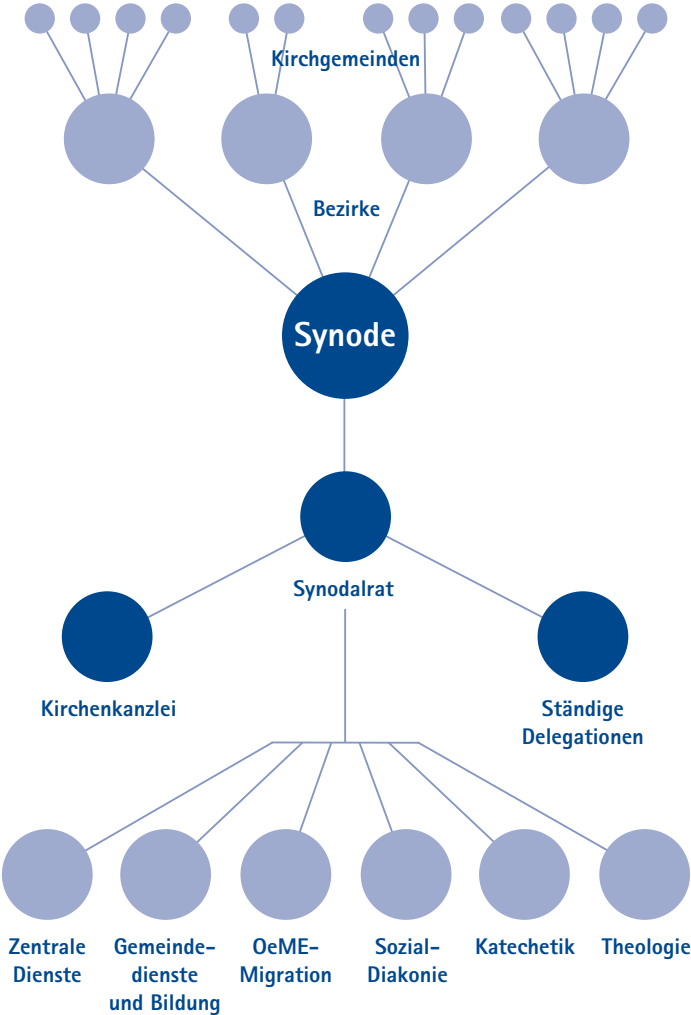 Kirchgemeinden
Bezirke
Synode
Synodalrat
Kirchenkanzlei
Ständige
Delegationen
Zentrale
Dienste
Gemeinde-
dienste
und Bildung
OeME-
Migration
Sozial-
Diakonie
Katechetik
Theologie